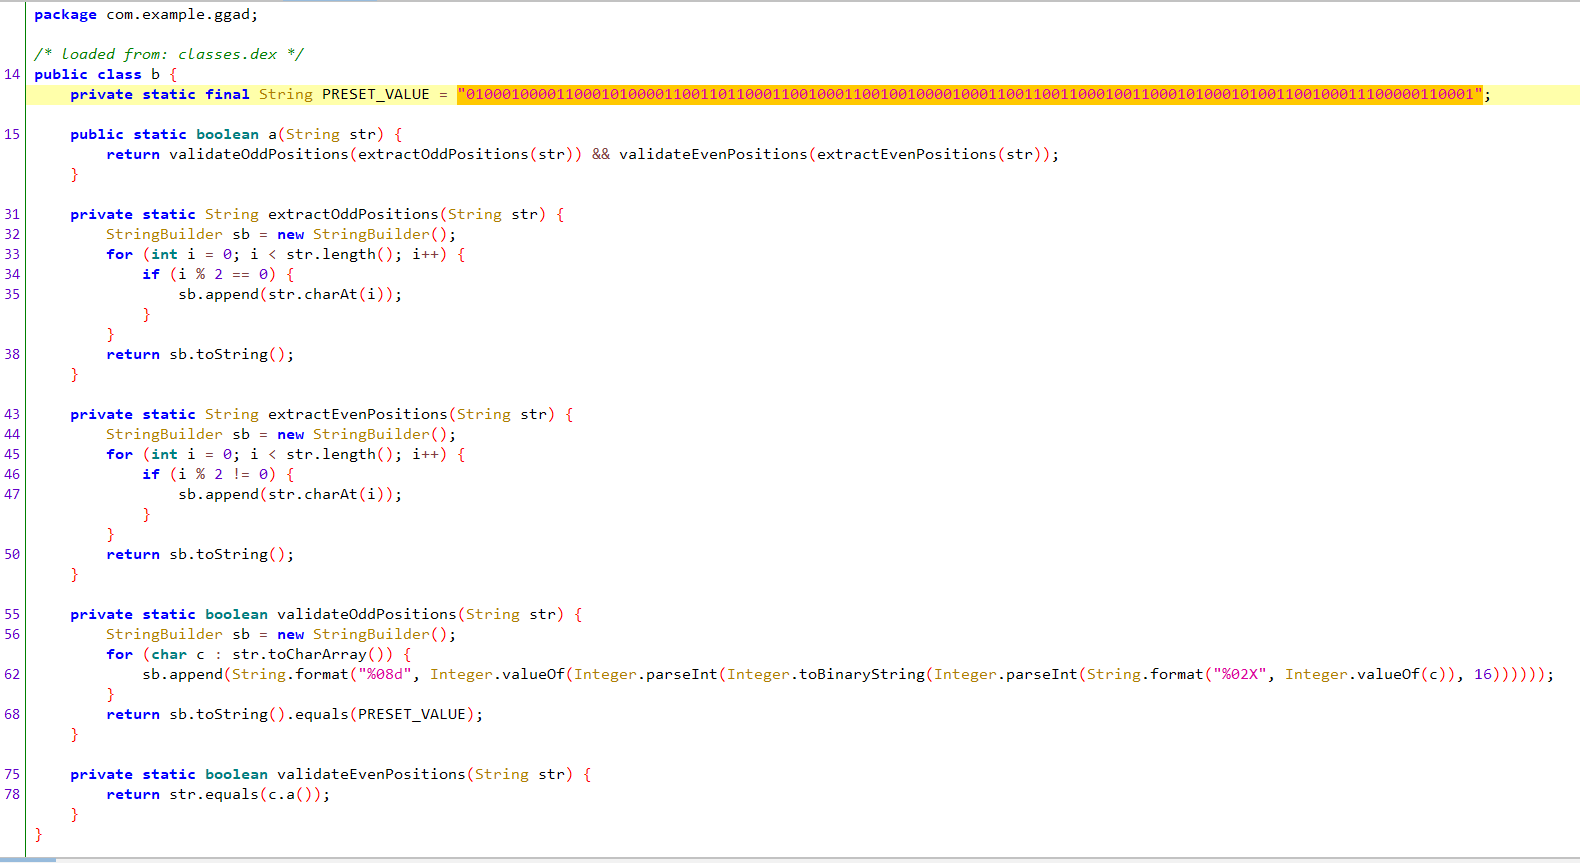 package com.example.ggad;
/* loaded from: classes.dex */
14 public class b {
private static final String PRESET_VALUE = "0100010000110001010000110011011000110010001100100100001000110011001100010011000101000101001100100011100000110001";
15 public static boolean a(String str) {
return validateOddPositions(extractOddPositions(str)) && validateEvenPositions(extractEvenPositions(str));
}
31 private static String extractOddPositions(String str) {
32 StringBuilder sb = new StringBuilder();
33 for (int i = 0; i < str.length(); i++) {
34 if (i % 2 == 0) {
35 sb.append(str.charAt(i));
}
}
38 return sb.toString();
}
43 private static String extractEvenPositions(String str) {
44 StringBuilder sb = new StringBuilder();
45 for (int i = 0; i < str.length(); i++) {
46 if (i % 2 != 0) {
47 sb.append(str.charAt(i));
}
}
50 return sb.toString();
}
55 private static boolean validateOddPositions(String str) {
56 StringBuilder sb = new StringBuilder();
for (char c : str.toCharArray()) {
62 sb.append(String.format("%08d", Integer.valueOf(Integer.parseInt(Integer.toBinaryString(Integer.parseInt(String.format("%02X", Integer.valueOf(c)), 16))))));
}
68 return sb.toString().equals(PRESET_VALUE);
}
75 private static boolean validateEvenPositions(String str) {
78 return str.equals(c.a());
}
}